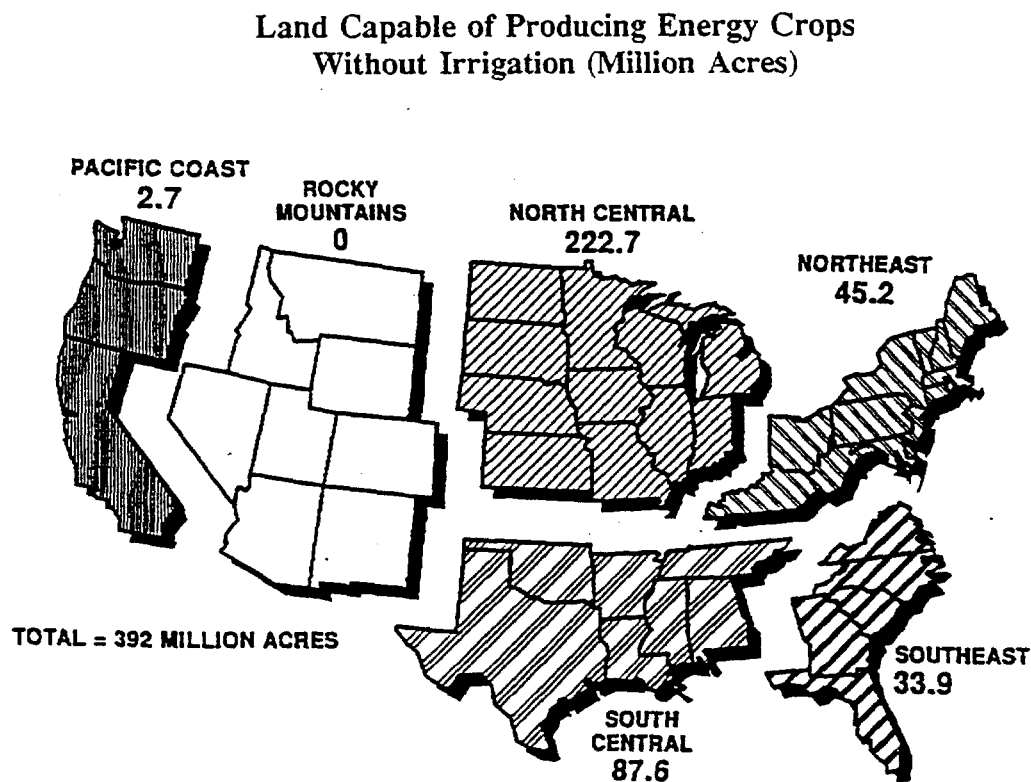 Land Capable of Producing Energy Crops
Without Irrigation (Million Acres)
PACIFIC COAST
2.7
ROCKY
MOUNTAINS
0
NORTH CENTRAL
222.7
NORTHEAST
45.2
TOTAL = 392 MILLION ACRES
SOUTHEAST
33.9
SOUTH
CENTRAL
87.6